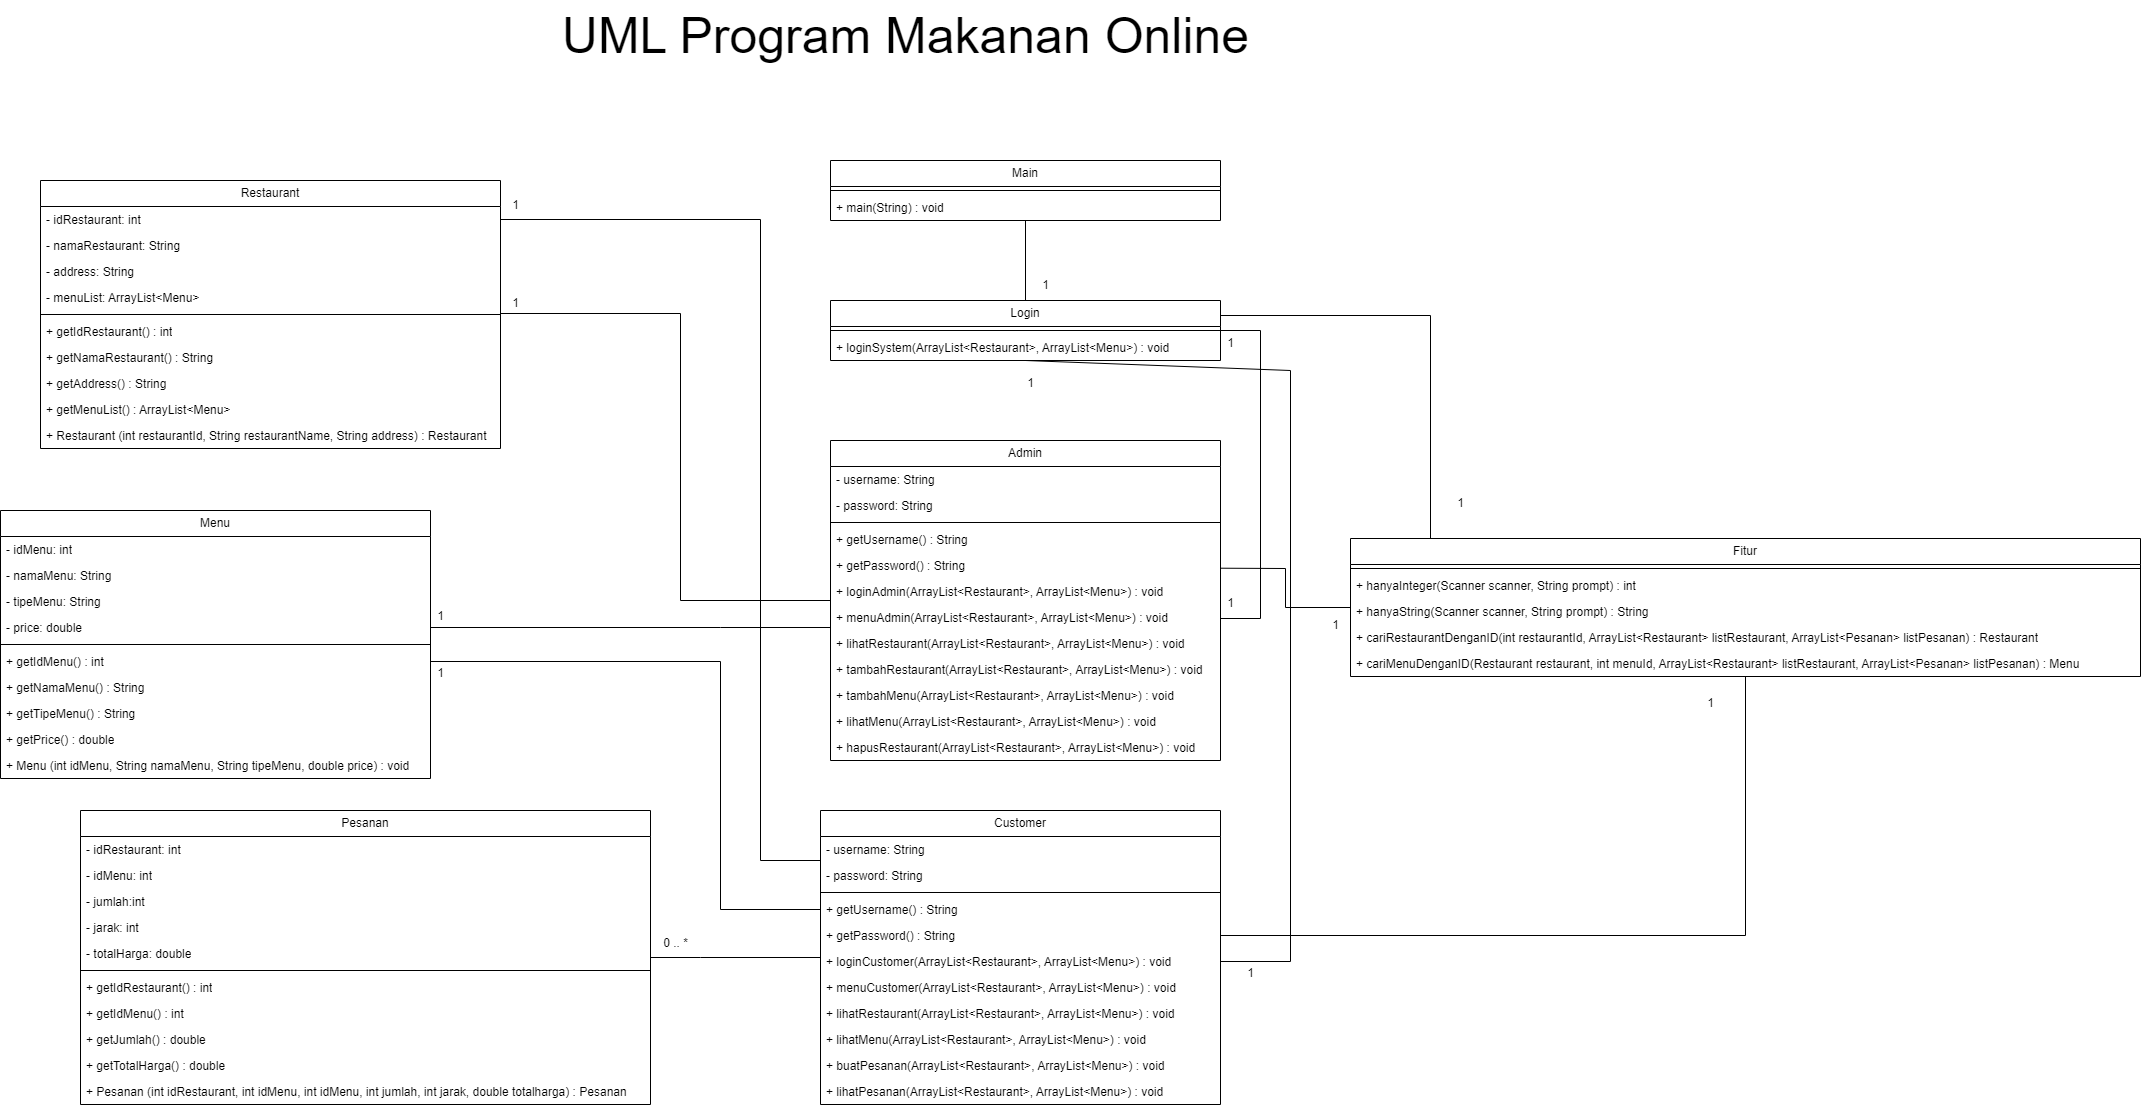 UML Program Makanan Online
Main
+ main(String) : void
Restaurant
- idRestaurant: int
- namaRestaurant: String
- address: String
- menuList: ArrayList<Menu>
+ getIdRestaurant() : int
+ getNamaRestaurant() : String
+ getAddress() : String
+ getMenuList() : ArrayList<Menu>
+ Restaurant (int restaurantId, String restaurantName, String address) : Restaurant
1
1
1
Login
+ loginSystem(ArrayList<Restaurant>, ArrayList<Menu>) : void
1
1
Admin
- username: String
- password: String
+ getUsername() : String
+ getPassword() : String
+ loginAdmin(ArrayList<Restaurant>, ArrayList<Menu>) : void
+ menuAdmin(ArrayList<Restaurant>, ArrayList<Menu>) : void
+ lihatRestaurant(ArrayList<Restaurant>, ArrayList<Menu>) : void
+ tambahRestaurant(ArrayList<Restaurant>, ArrayList<Menu>) : void
+ tambahMenu(ArrayList<Restaurant>, ArrayList<Menu>) : void
+ lihatMenu(ArrayList<Restaurant>, ArrayList<Menu>) : void
+ hapusRestaurant(ArrayList<Restaurant>, ArrayList<Menu>) : void
1
1
1
Fitur
+ hanyaInteger(Scanner scanner, String prompt) : int
+ hanyaString(Scanner scanner, String prompt) : String
+ cariRestaurantDenganID(int restaurantId, ArrayList<Restaurant> listRestaurant, ArrayList<Pesanan> listPesanan) : Restaurant
+ cariMenuDenganID(Restaurant restaurant, int menuId, ArrayList<Restaurant> listRestaurant, ArrayList<Pesanan> listPesanan) : Menu
1
Menu
- idMenu: int
- namaMenu: String
- tipeMenu: String
- price: double
+ getIdMenu() : int
+ getNamaMenu() : String
+ getTipeMenu() : String
+ getPrice() : double
+ Menu (int idMenu, String namaMenu, String tipeMenu, double price) : void
1
1
Pesanan
- idRestaurant: int
- idMenu: int
- jumlah:int
- jarak: int
- totalHarga: double
+ getIdRestaurant() : int
+ getIdMenu() : int
+ getJumlah() : double
+ getTotalHarga() : double
+ Pesanan (int idRestaurant, int idMenu, int idMenu, int jumlah, int jarak, double totalharga) : Pesanan
0 .. *
Customer
- username: String
- password: String
+ getUsername() : String
+ getPassword() : String
+ loginCustomer(ArrayList<Restaurant>, ArrayList<Menu>) : void
+ menuCustomer(ArrayList<Restaurant>, ArrayList<Menu>) : void
+ lihatRestaurant(ArrayList<Restaurant>, ArrayList<Menu>) : void
+ lihatMenu(ArrayList<Restaurant>, ArrayList<Menu>) : void
+ buatPesanan(ArrayList<Restaurant>, ArrayList<Menu>) : void
+ lihatPesanan(ArrayList<Restaurant>, ArrayList<Menu>) : void
1